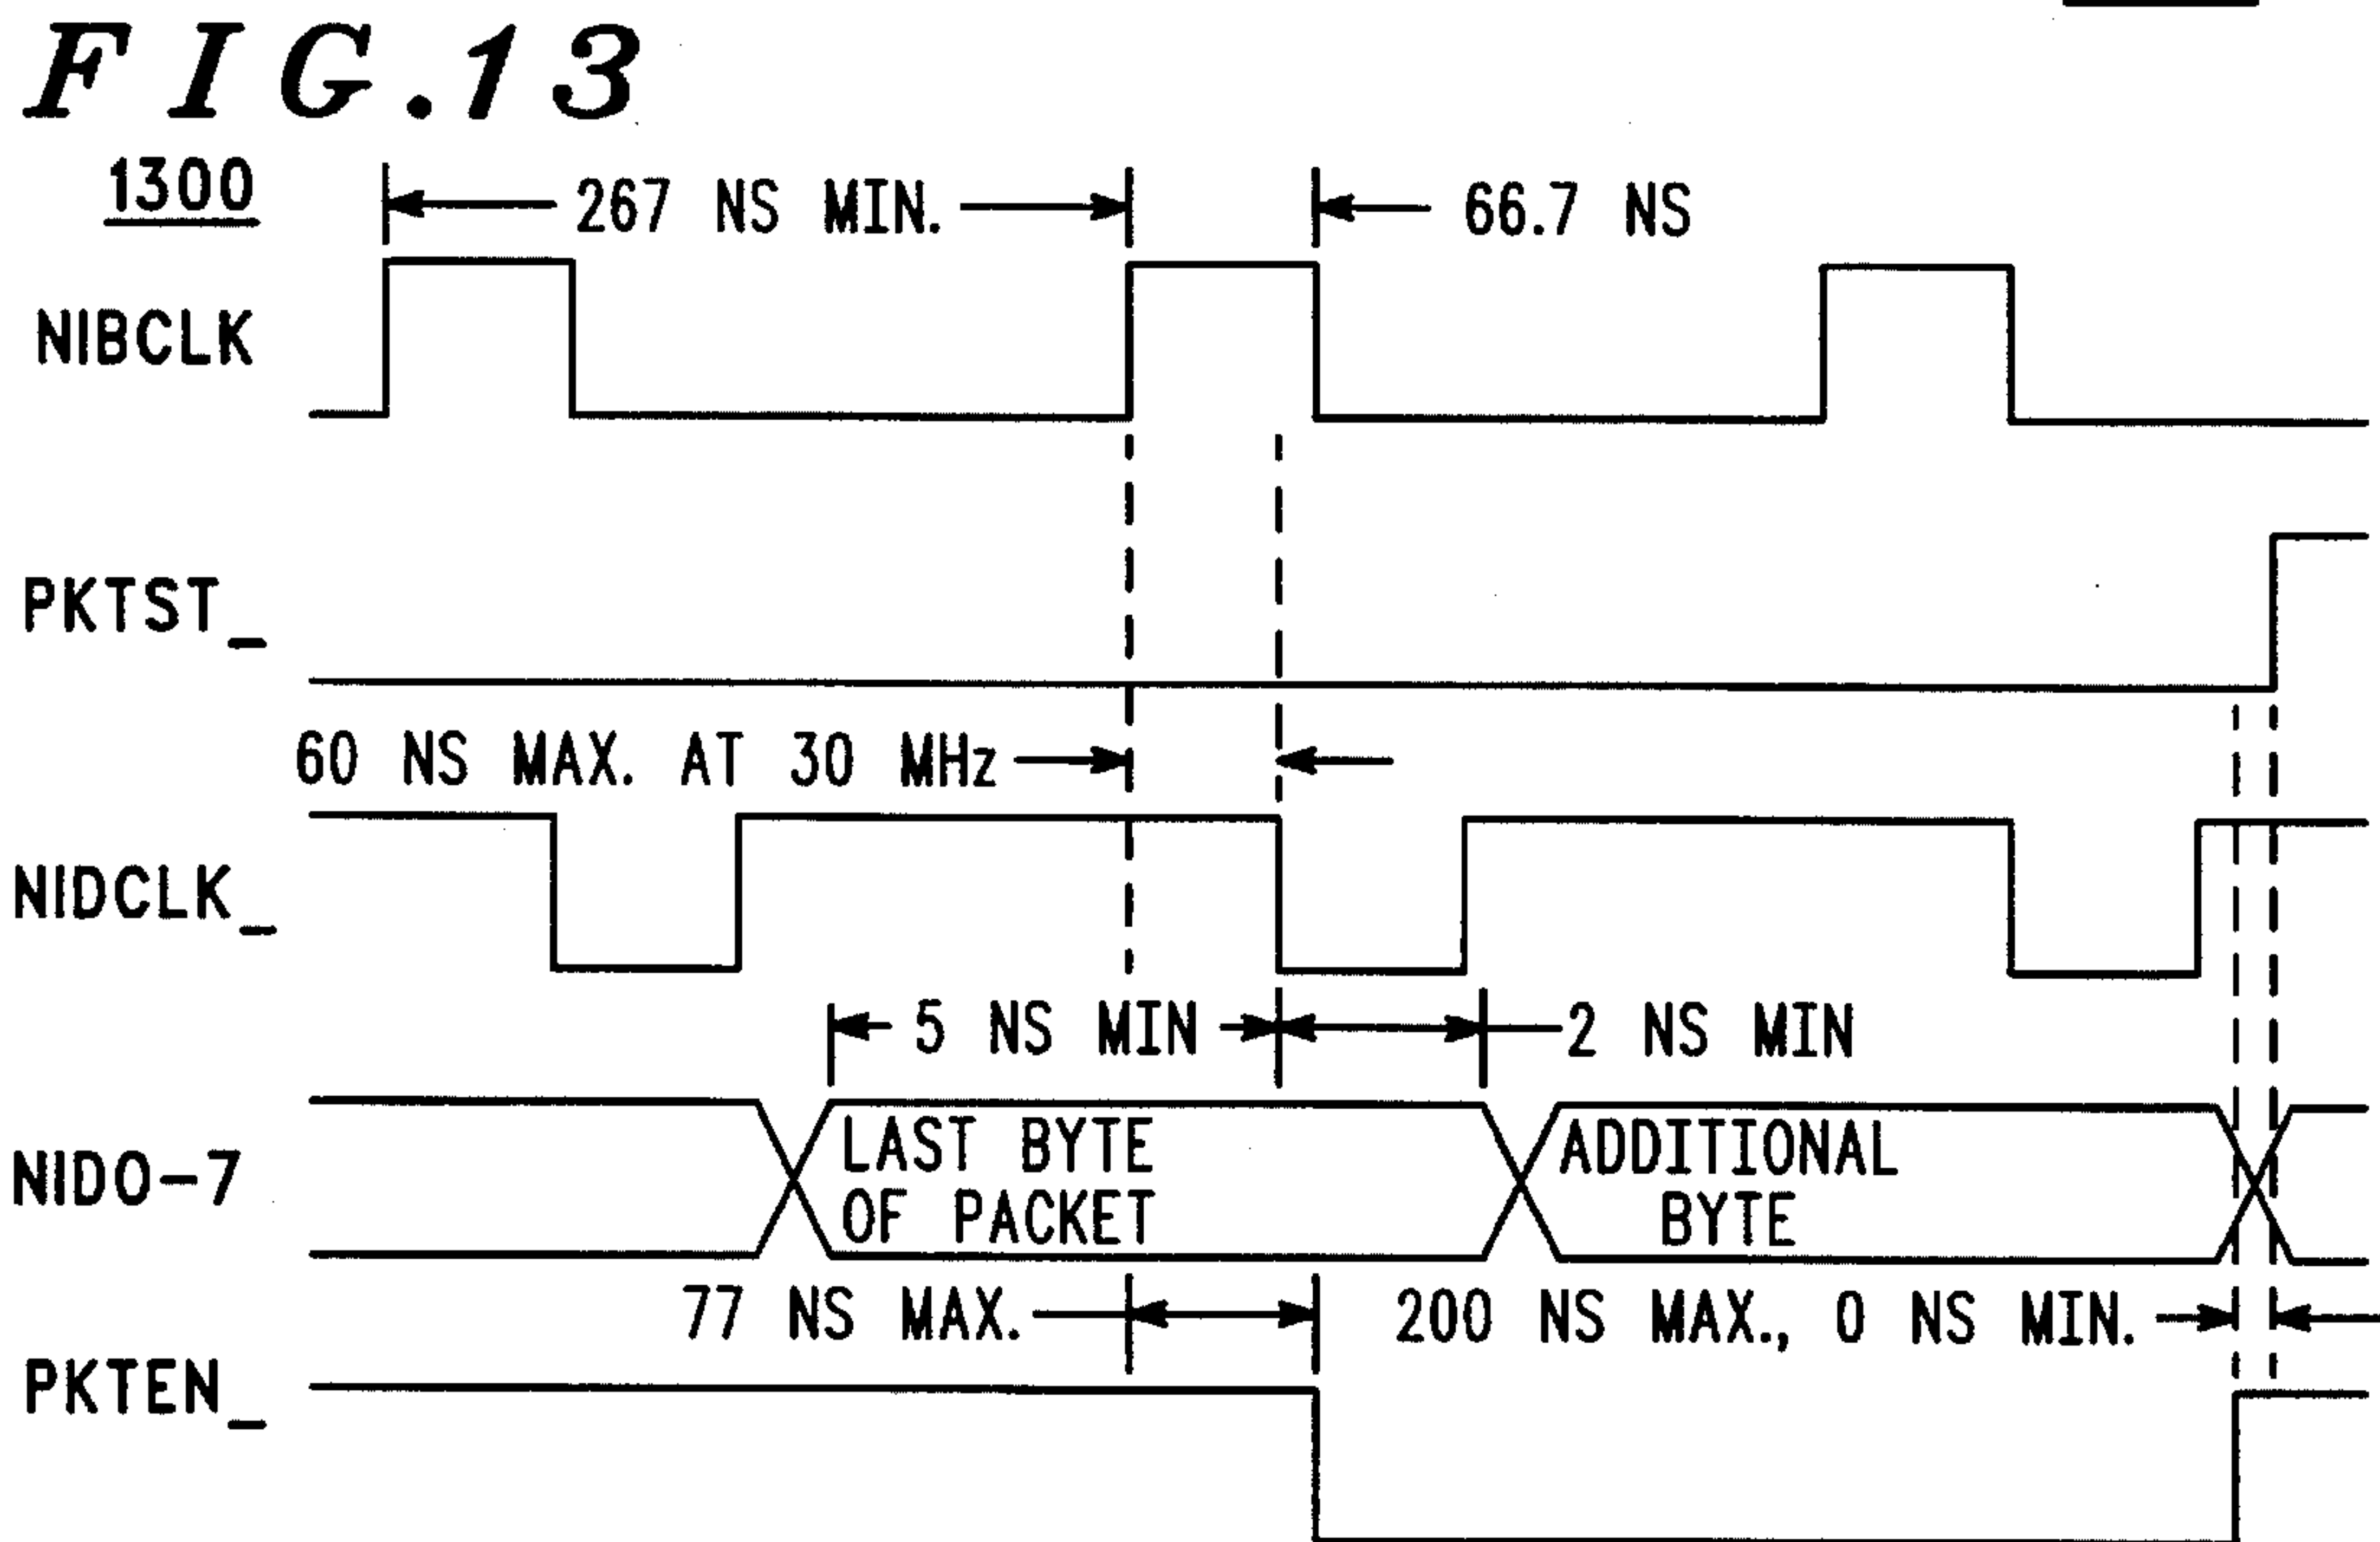 FIG.13
1300
267 NS MIN.
66.7 NS
NIBCLK
PKTST_
60 NS MAX. AT 30 MHz
NIDCLK_
5 NS MIN
2 NS MIN
NIDO-7
LAST BYTE
OF PACKET
ADDITIONAL
BYTE
77 NS MAX.
200 NS MAX., 0 NS MIN.
PKTEN_